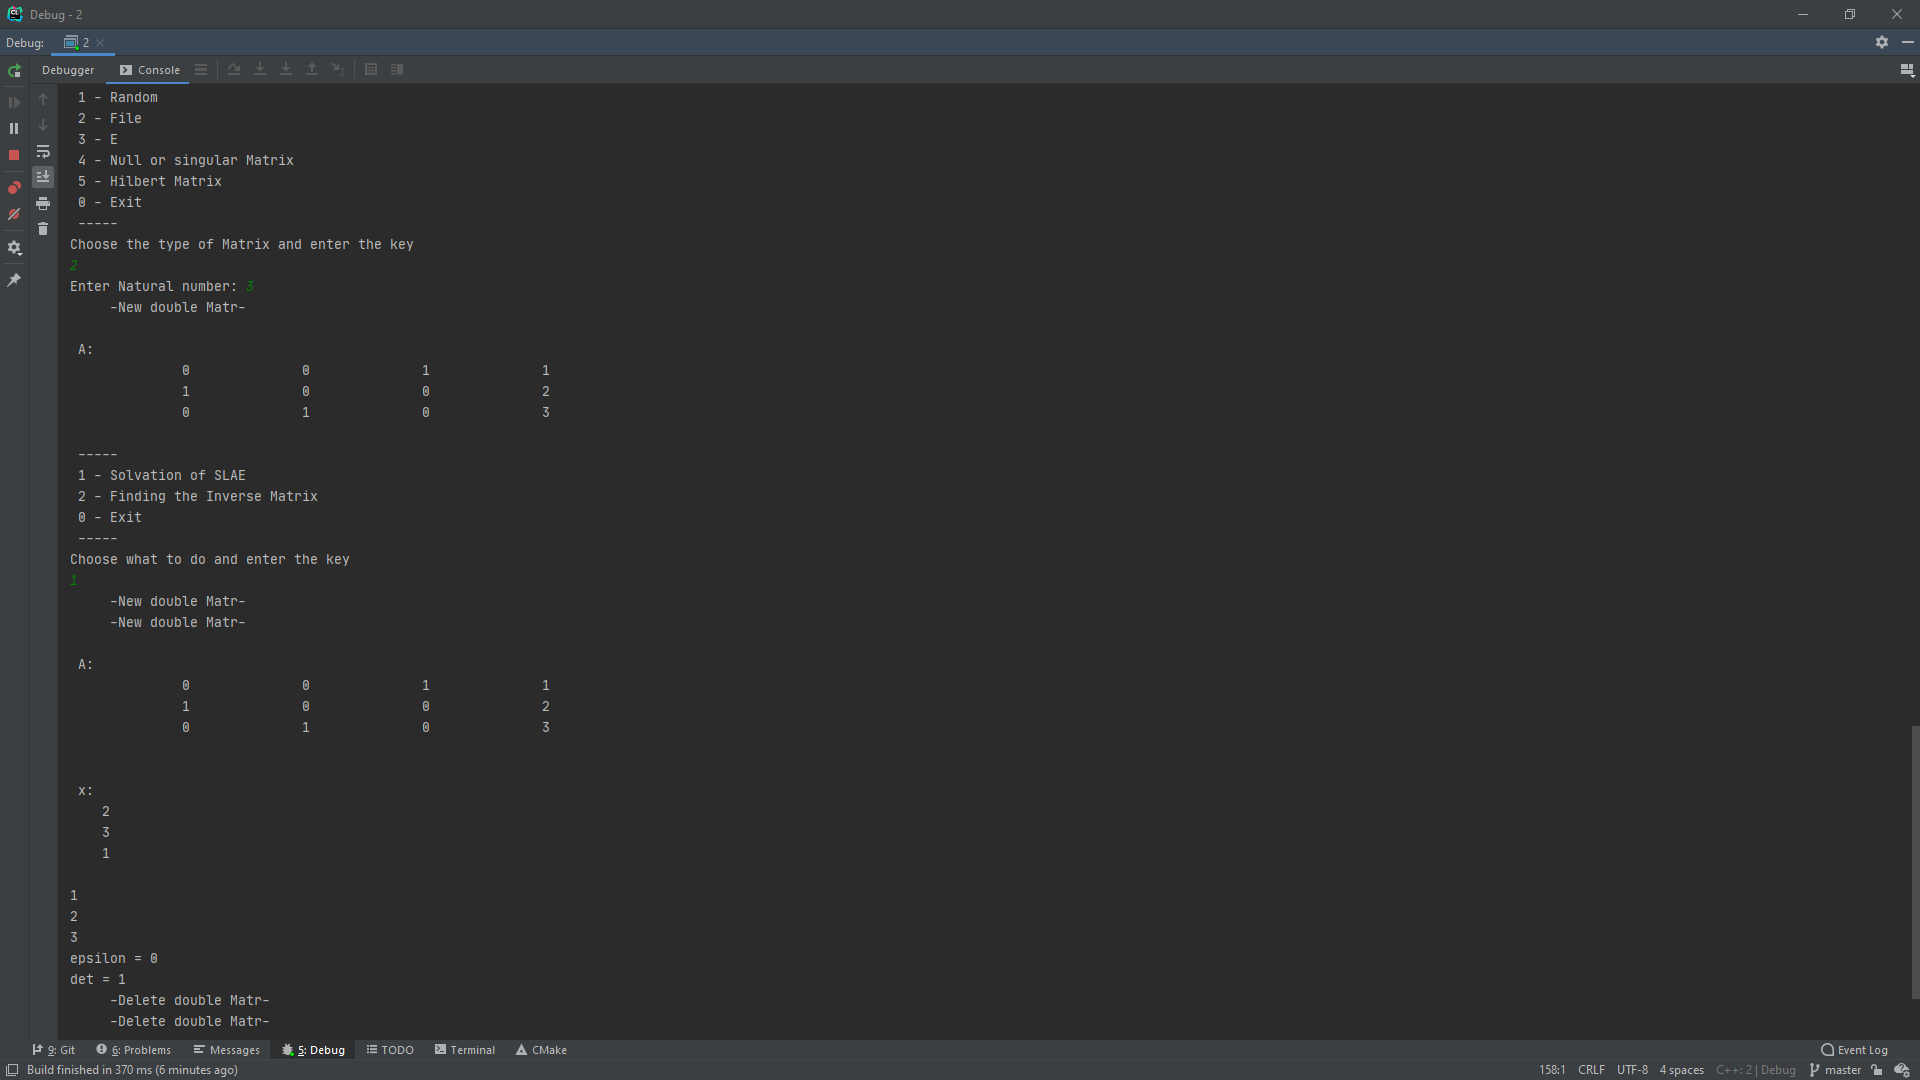 Debug - 2
Debug: 2
Debugger Console
1 - Random
2 - File
3 - E
4 - Null or singular Matrix
5 - Hilbert Matrix
0 - Exit
-----
Choose the type of Matrix and enter the key
2
Enter Natural number: 3
-New double Matr-
A:
0 0 1 1
1 0 0 2
0 1 0 3
-----
1 - Solvation of SLAE
2 - Finding the Inverse Matrix
0 - Exit
-----
Choose what to do and enter the key
1
-New double Matr-
-New double Matr-
A:
0 0 1 1
1 0 0 2
0 1 0 3
x:
2
3
1
1
2
3
epsilon = 0
det = 1
-Delete double Matr-
-Delete double Matr-
9: Git 6: Problems Messages 5: Debug TODO Terminal CMake Event Log
Build finished in 370 ms (6 minutes ago) 158:1 CRLF UTF-8 4 spaces C++: 2 | Debug master